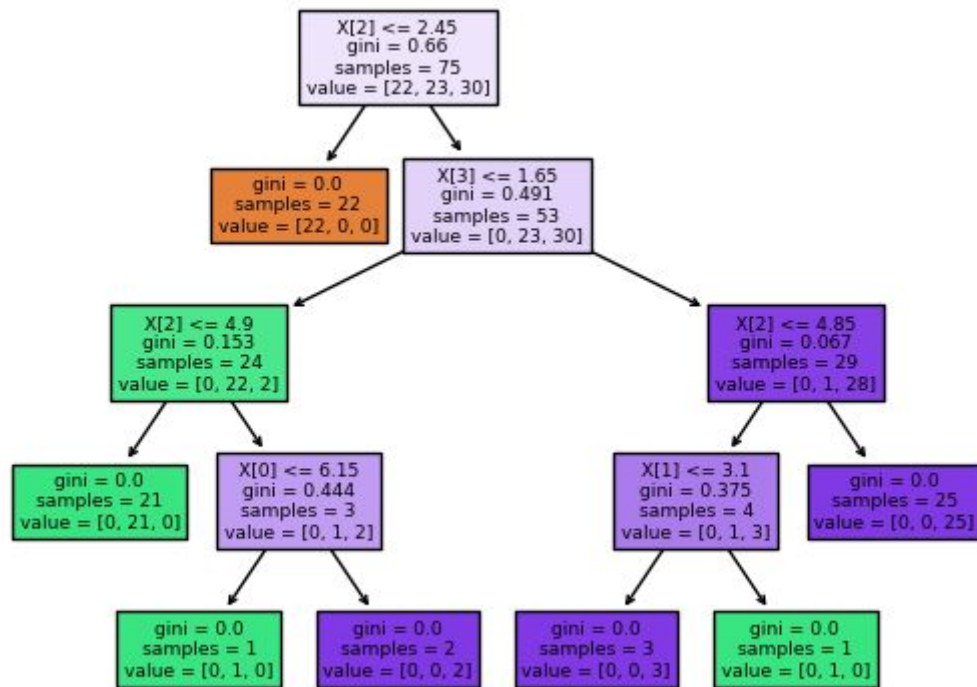 X[2] <= 2.45
gini = 0.66
samples = 75
value = [22, 23, 30]
gini = 0.0
samples = 22
value = [22, 0, 0]
X[3] <= 1.65
gini = 0.491
samples = 53
value = [0, 23, 30]
X[2] <= 4.9
gini = 0.153
samples = 24
value = [0, 22, 2]
X[2] <= 4.85
gini = 0.067
samples = 29
value = [0, 1, 28]
gini = 0.0
samples = 21
value = [0, 21, 0]
X[0] <= 6.15
gini = 0.444
samples = 3
value = [0, 1, 2]
X[1] <= 3.1
gini = 0.375
samples = 4
value = [0, 1, 3]
gini = 0.0
samples = 25
value = [0, 0, 25]
gini = 0.0
samples = 1
value = [0, 1, 0]
gini = 0.0
samples = 2
value = [0, 0, 2]
gini = 0.0
samples = 3
value = [0, 0, 3]
gini = 0.0
samples = 1
value = [0, 1, 0]